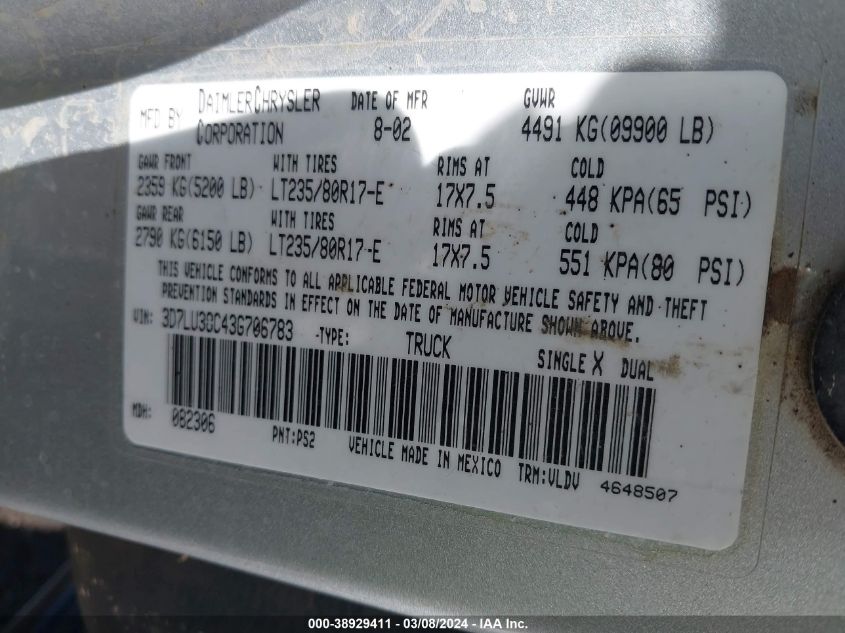 MFD BY DAIMLERCHRYSLER CORPORATION DATE OF MFR 8-02 GVWR 4491 KG(09900 LB)
GAWR FRONT WITH TIRES RIMS AT COLD
2359 KG(5200 LB) LT235/80R17-E 17X7.5 448 KPA(65 PSI)
GAWR REAR WITH TIRES RIMS AT COLD
2790 KG(6150 LB) LT235/80R17-E 17X7.5 551 KPA(80 PSI)
THIS VEHICLE CONFORMS TO ALL APPLICABLE FEDERAL MOTOR VEHICLE SAFETY AND THEFT
PREVENTION STANDARDS IN EFFECT ON THE DATE OF MANUFACTURE SHOWN ABOVE.
VIN: 3D7LU38C43G706783 -TYPE: TRUCK SINGLE X DUAL
MDH: 082306 PNT:PS2 VEHICLE MADE IN MEXICO TRM:VLDV 4648507
000-38929411 - 03/08/2024 - IAA Inc.